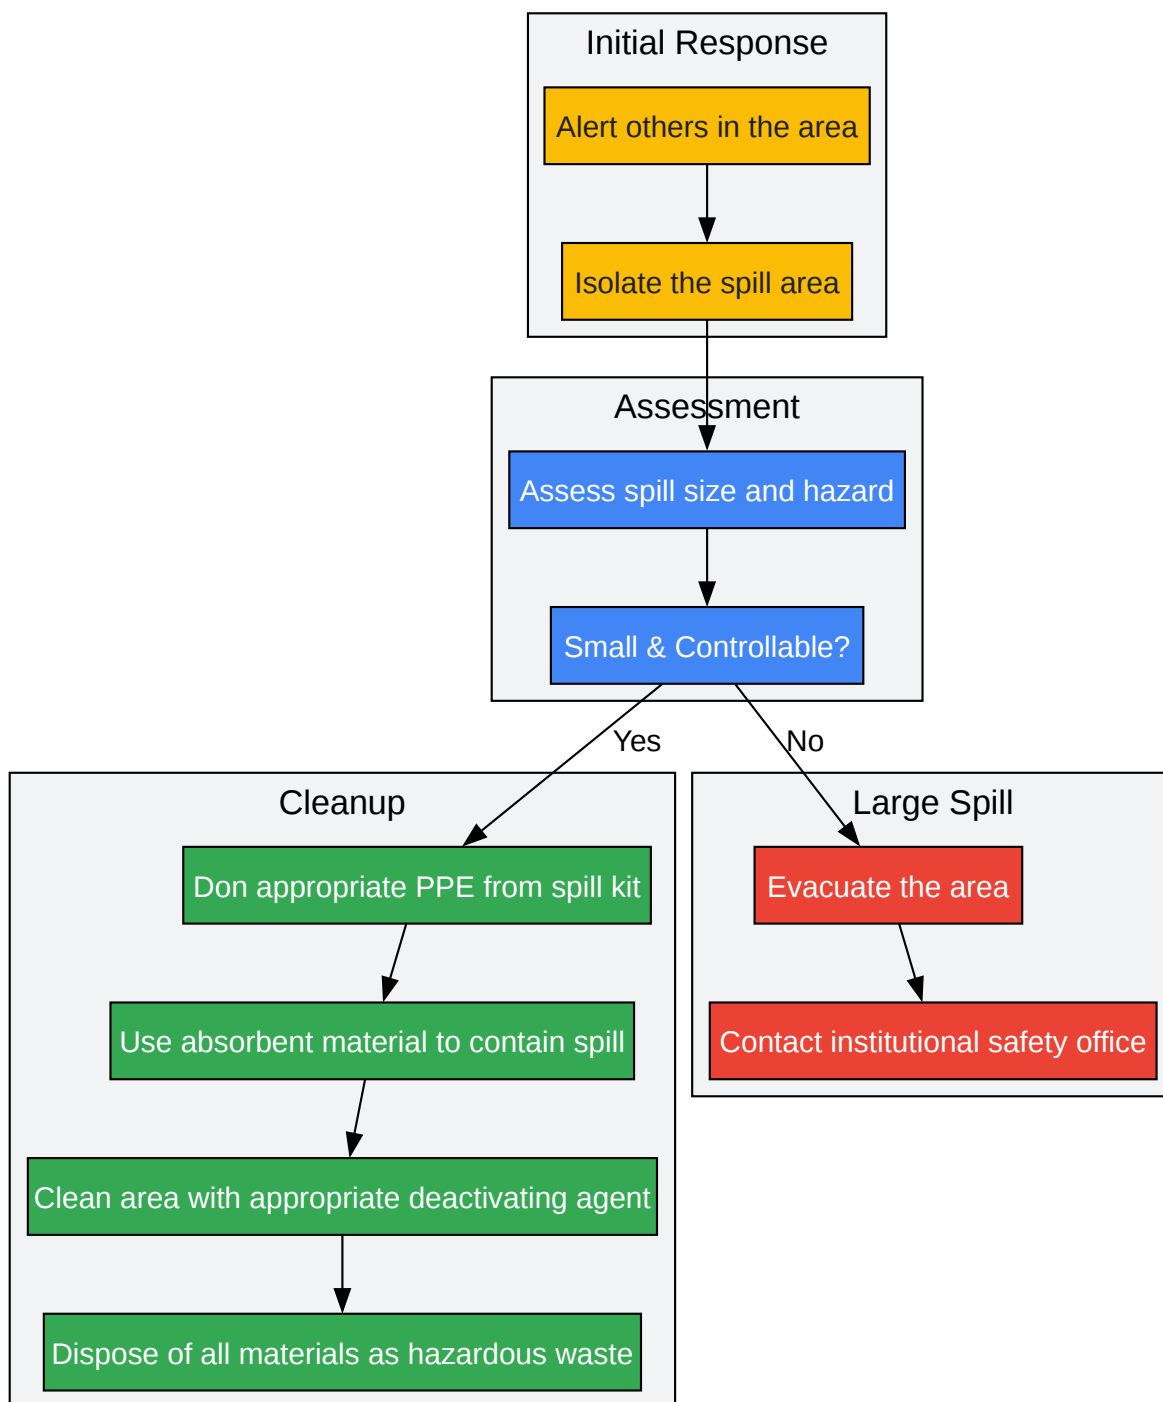 Initial Response
Alert others in the area
Isolate the spill area
Assessment
Assess spill size and hazard
Small & Controllable?
Yes
No
Cleanup
Don appropriate PPE from spill kit
Use absorbent material to contain spill
Clean area with appropriate deactivating agent
Dispose of all materials as hazardous waste
Large Spill
Evacuate the area
Contact institutional safety office